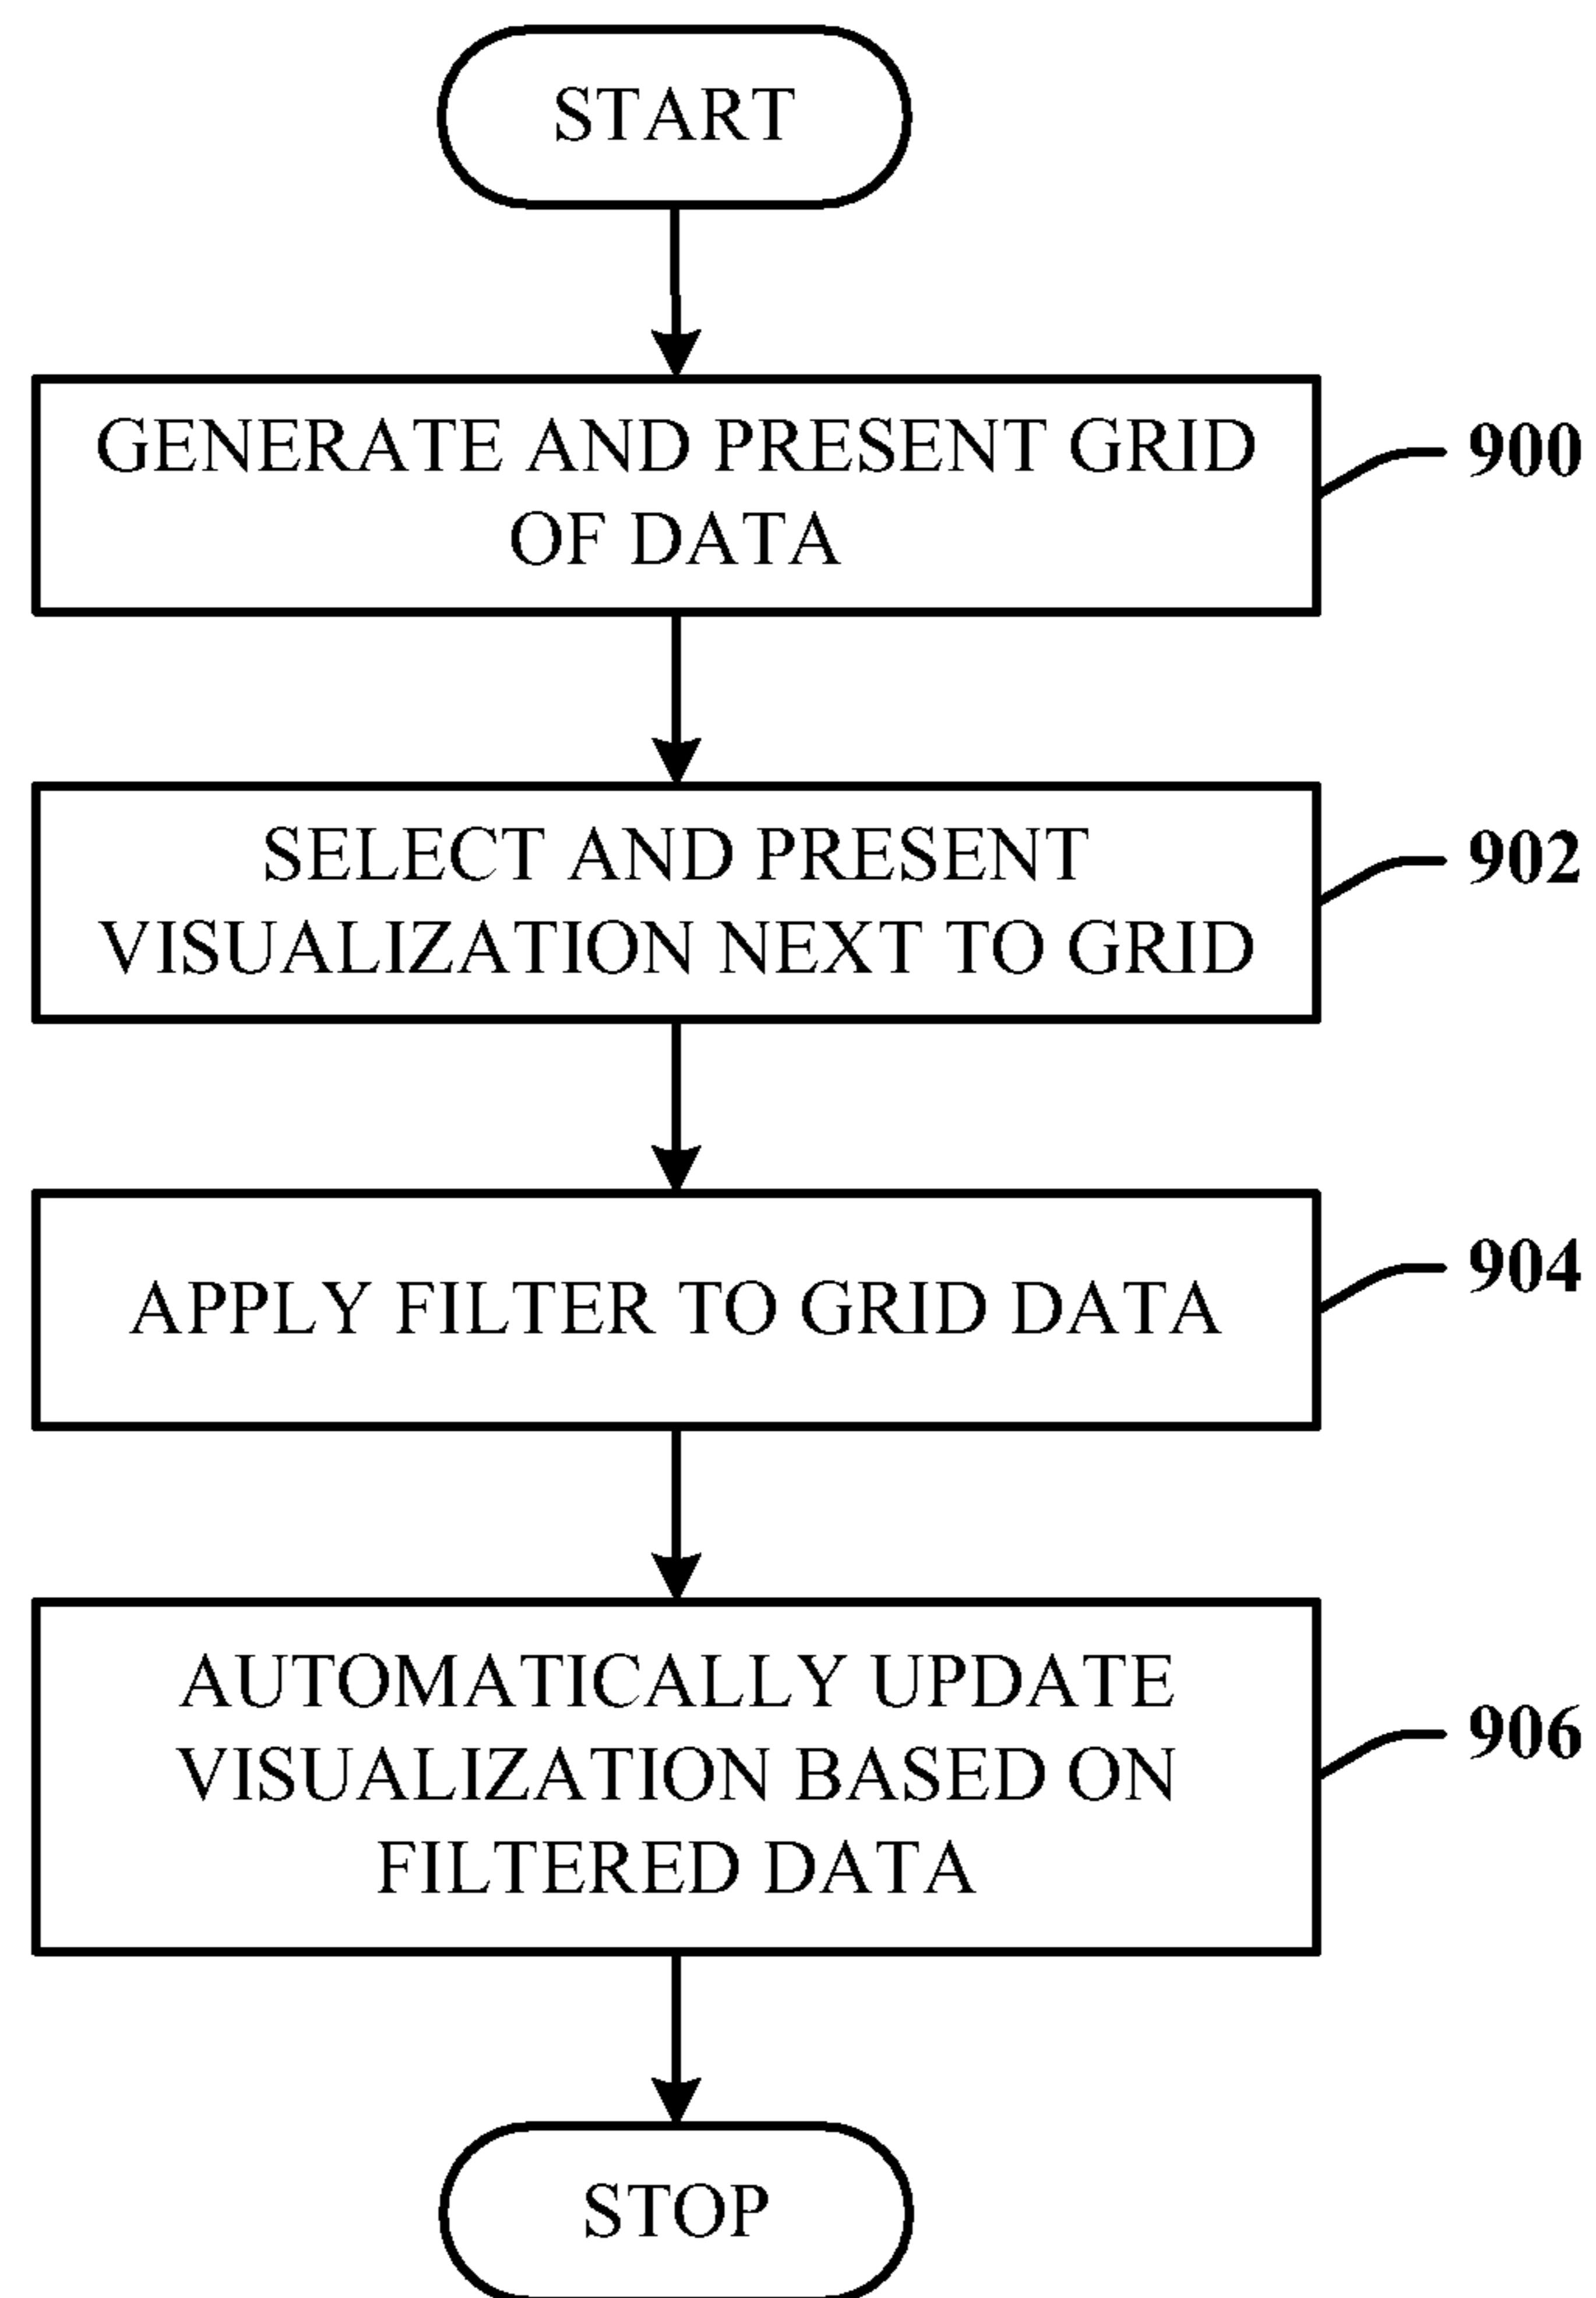 START
GENERATE AND PRESENT GRID
OF DATA
900
SELECT AND PRESENT
VISUALIZATION NEXT TO GRID
902
APPLY FILTER TO GRID DATA
904
AUTOMATICALLY UPDATE
VISUALIZATION BASED ON
FILTERED DATA
906
STOP